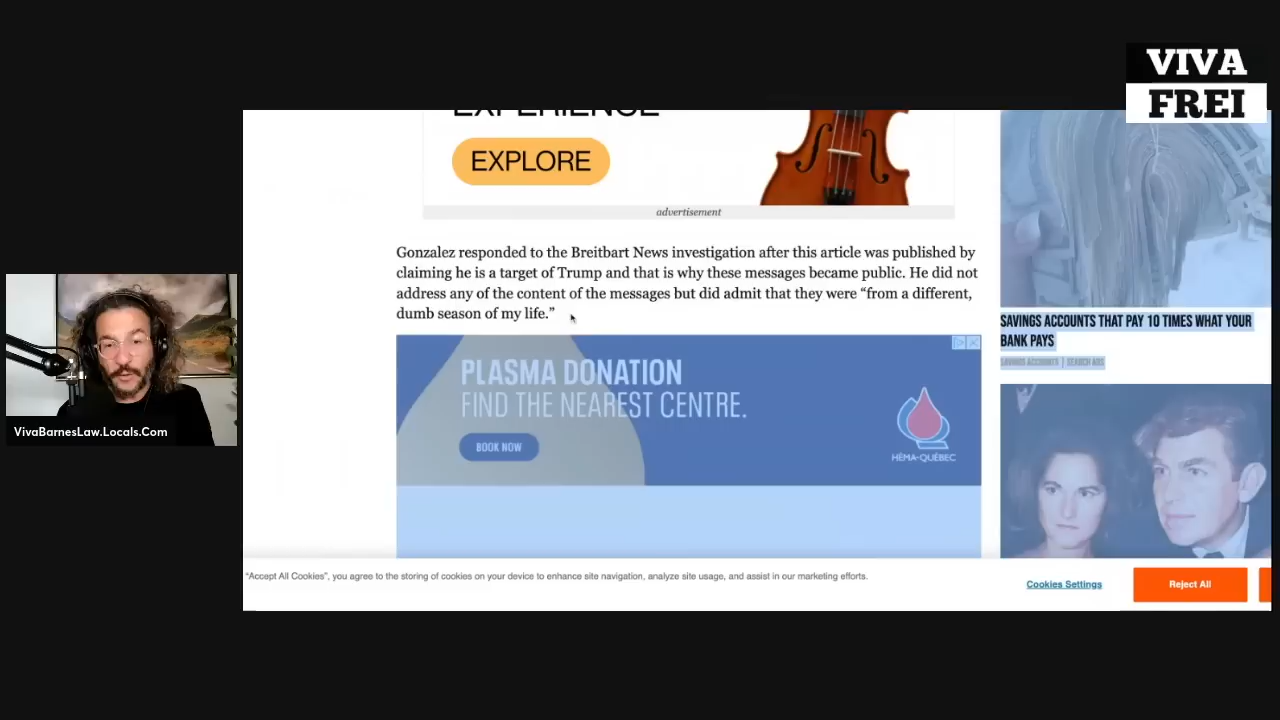 VIVA
FREI
EXPERIENCE
EXPLORE
advertisement
Gonzalez responded to the Breitbart News investigation after this article was published by
claiming he is a target of Trump and that is why these messages became public. He did not
address any of the content of the messages but did admit that they were “from a different,
dumb season of my life.”
PLASMA DONATION
FIND THE NEAREST CENTRE.
BOOK NOW
HÉMA-QUÉBEC
SAVINGS ACCOUNTS THAT PAY 10 TIMES WHAT YOUR
BANK PAYS
SAVINGS ACCOUNTS | SEARCH ADS
VivaBarnesLaw.Locals.Com
“Accept All Cookies”, you agree to the storing of cookies on your device to enhance site navigation, analyze site usage, and assist in our marketing efforts.
Cookies Settings
Reject All